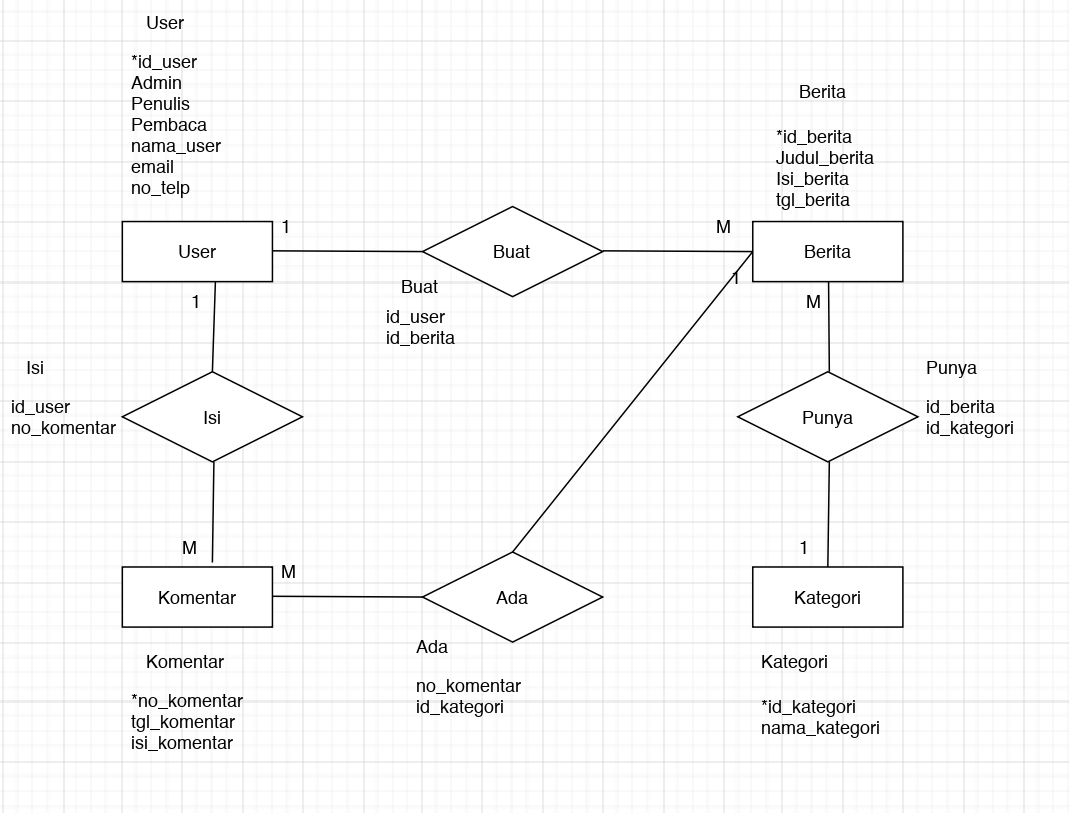 User
*id_user
Admin
Penulis
Pembaca
nama_user
email
no_telp
Berita
*id_berita
Judul_berita
Isi_berita
tgl_berita
User
1
Buat
M
Berita
1
1
M
Buat
id_user
id_berita
Isi
id_user
no_komentar
Isi
Punya
Punya
id_berita
id_kategori
M
M
1
Komentar
Ada
Kategori
Komentar
*no_komentar
tgl_komentar
isi_komentar
Ada
no_komentar
id_kategori
Kategori
*id_kategori
nama_kategori